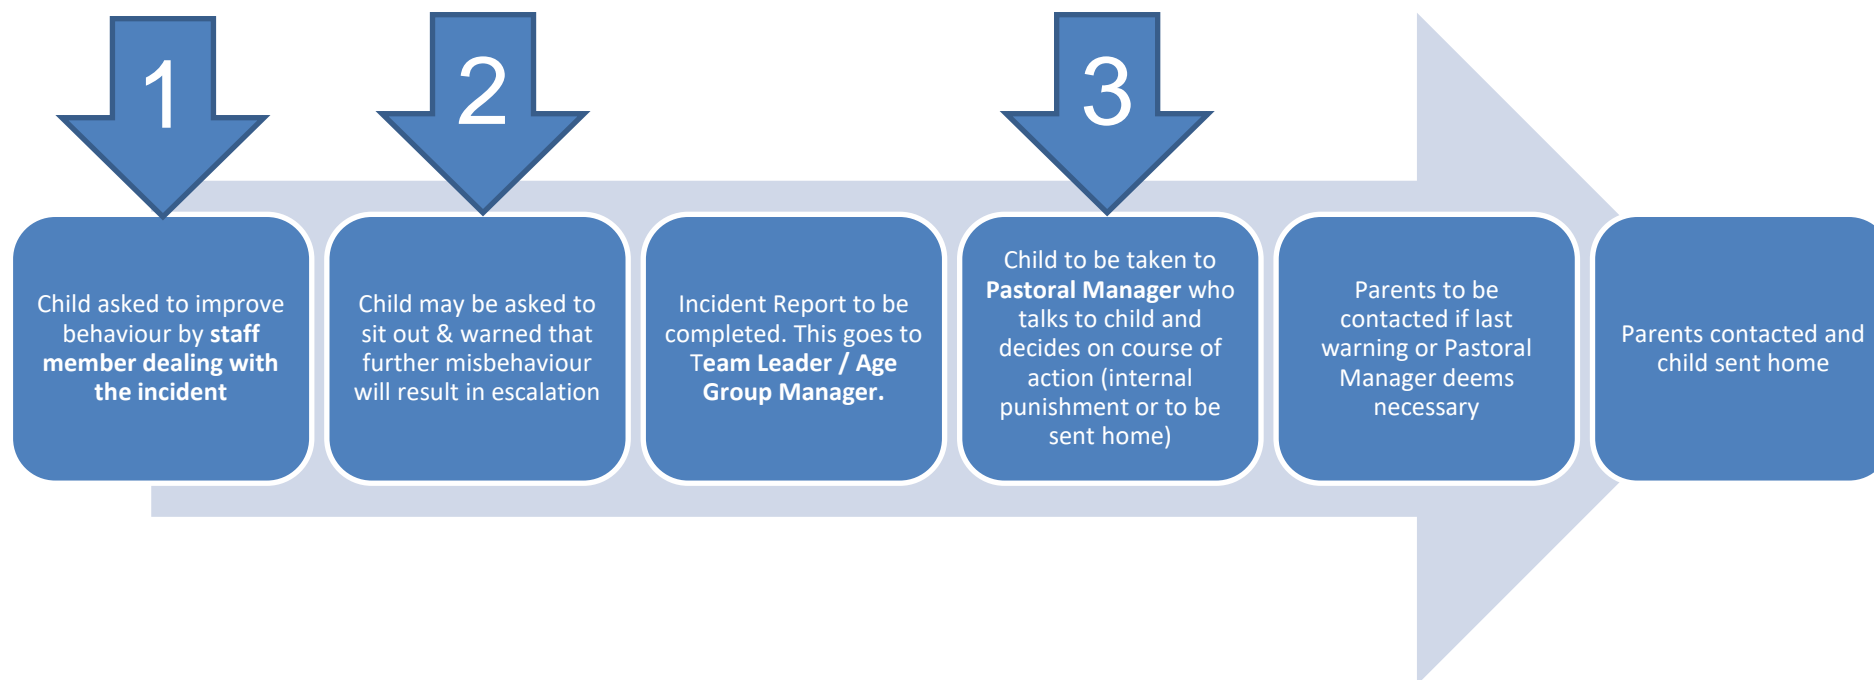 1
2
3
Child asked to improve
behaviour by staff
member dealing with
the incident
Child may be asked to
sit out & warned that
further misbehaviour
will result in escalation
Incident Report to be
completed. This goes to
Team Leader / Age
Group Manager.
Child to be taken to
Pastoral Manager who
talks to child and
decides on course of
action (internal
punishment or to be
sent home)
Parents to be
contacted if last
warning or Pastoral
Manager deems
necessary
Parents contacted and
child sent home